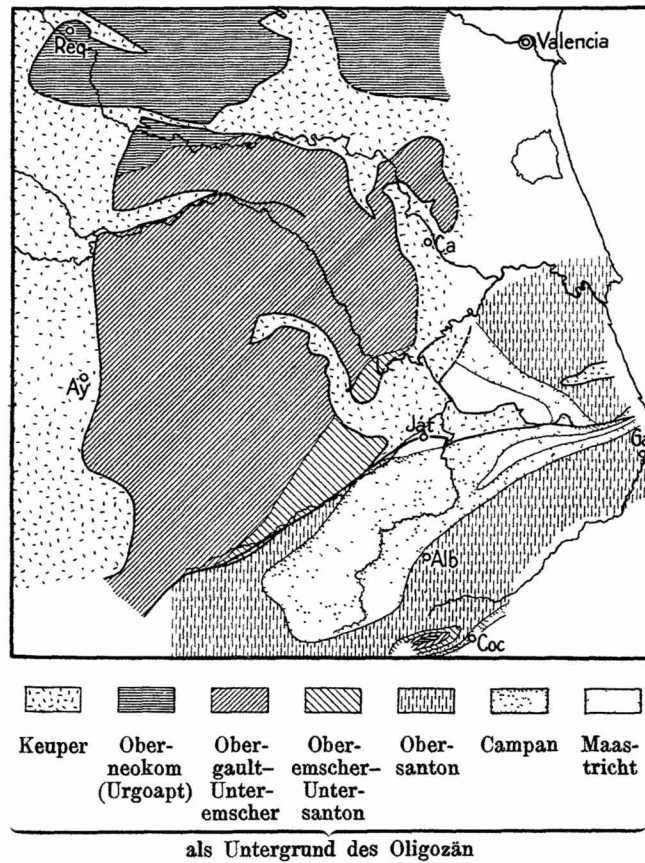 Req
Valencia
Ca
Ay
Ját
Ga
Alb
Coc
Keuper
Ober-
neokom
(Urgoapt)
Ober-
gault-
Unter-
emscher
Ober-
emscher-
Unter-
santon
Ober-
santon
Campan
Maas-
tricht
als Untergrund des Oligozän